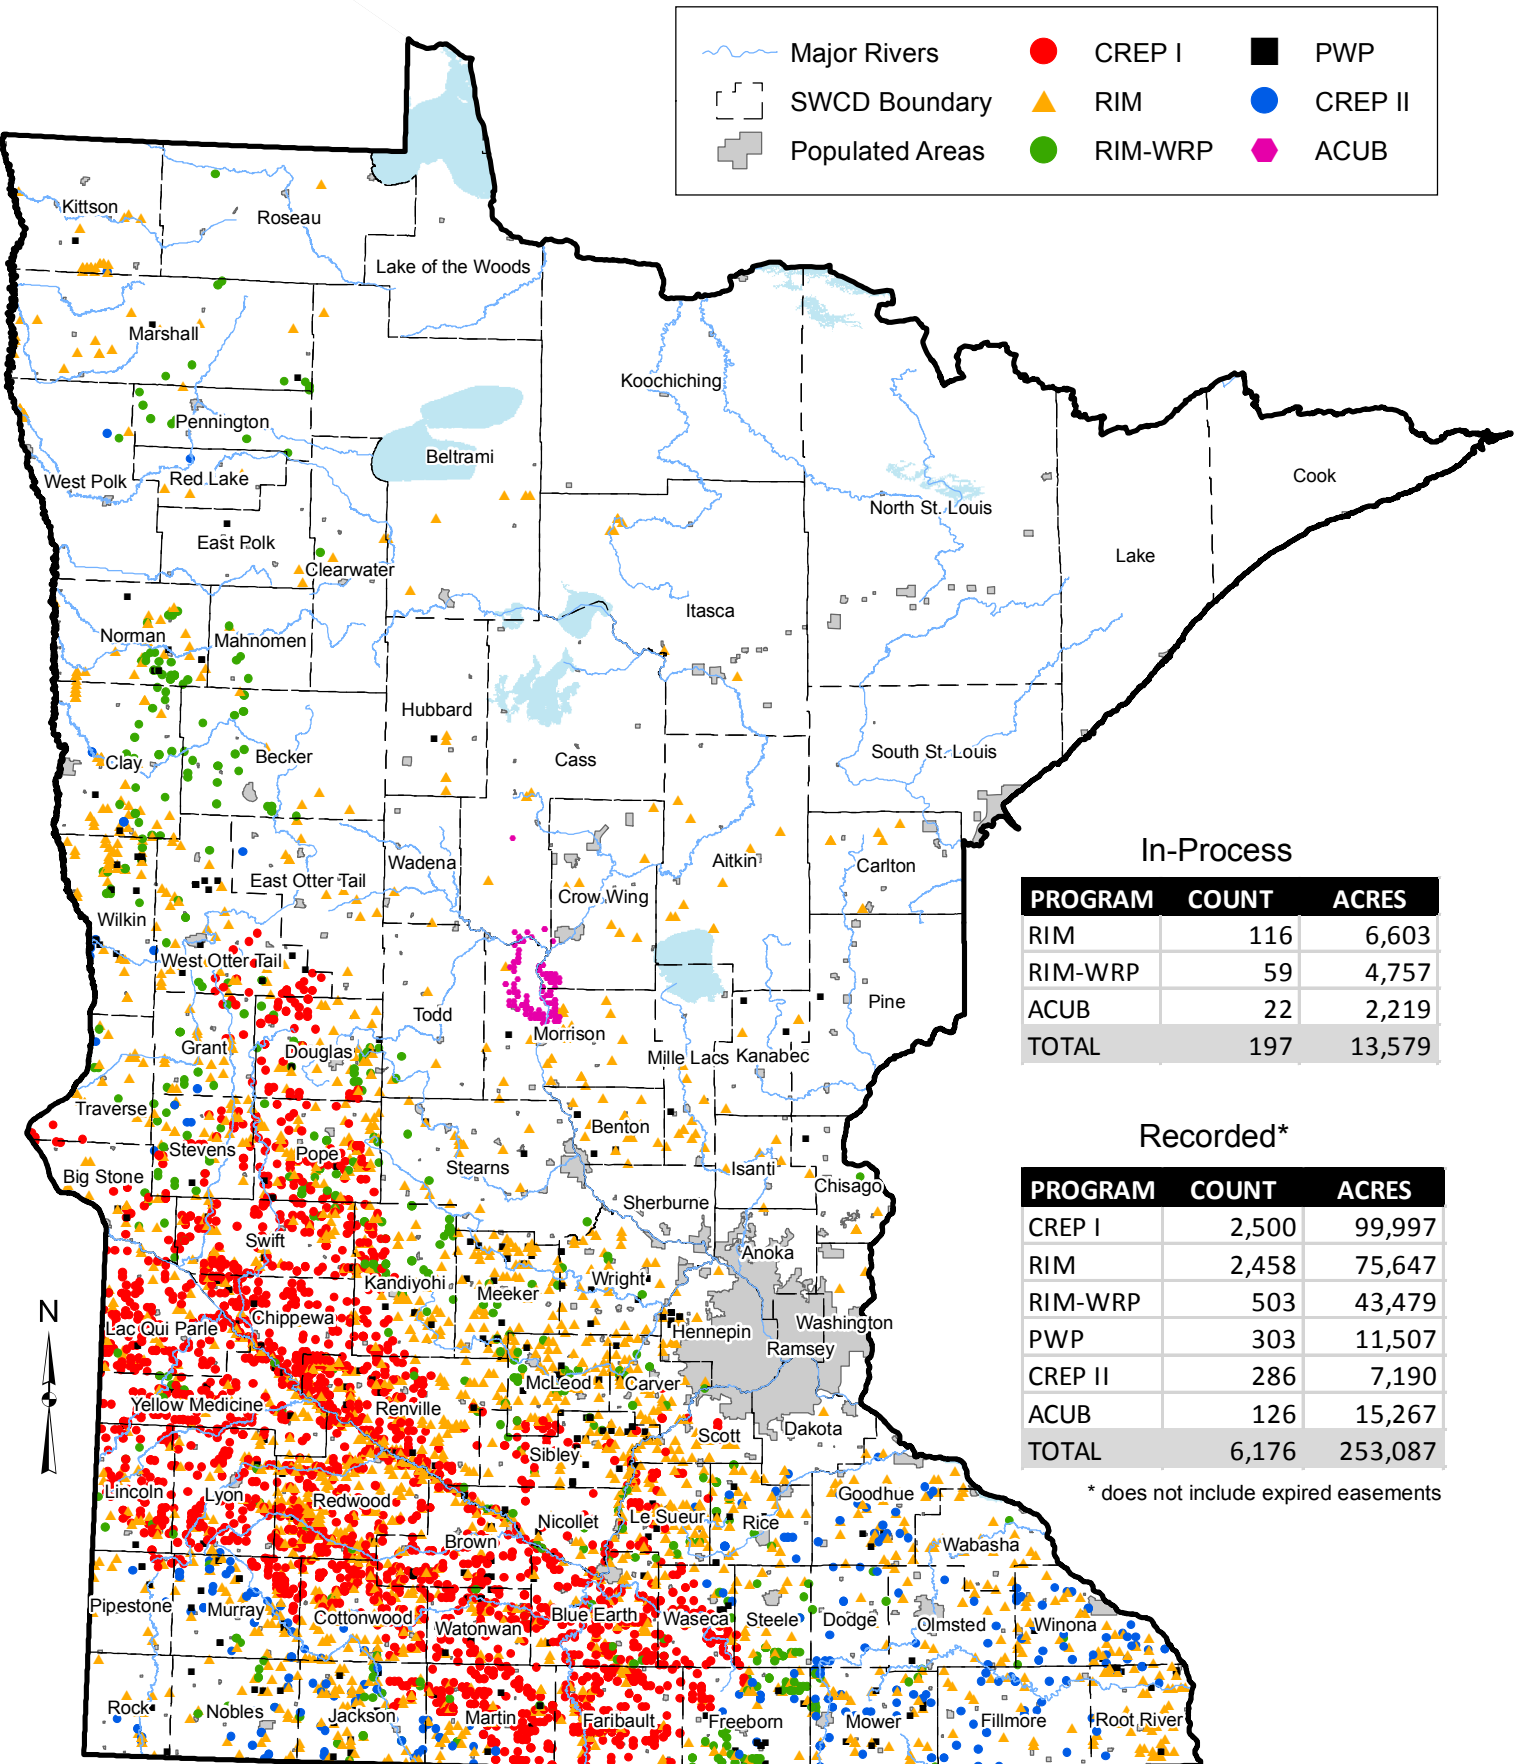 Major Rivers CREP I PWP
SWCD Boundary RIM CREP II
Populated Areas RIM-WRP ACUB
Kittson
Roseau
Lake of the Woods
Marshall
Koochiching
Pennington
Beltrami
West Polk
Red Lake
Cook
North St. Louis
East Polk
Lake
Clearwater
Itasca
Norman
Mahnomen
Hubbard
Clay
Becker
Cass
South St. Louis
Wadena
Aitkin
Carlton
East Otter Tail
Crow Wing
Wilkin
West Otter Tail
Pine
Todd
Morrison
Grant
Douglas
Mille Lacs
Kanabec
Traverse
Benton
Stevens
Pope
Stearns
Isanti
Big Stone
Chisago
Sherburne
Swift
Anoka
Kandiyohi
Meeker
Wright
N
Lac Qui Parle
Chippewa
Hennepin
Washington
Ramsey
McLeod
Carver
Yellow Medicine
Renville
Scott
Dakota
Sibley
Lincoln
Lyon
Redwood
Goodhue
Nicollet
Le Sueur
Rice
Brown
Wabasha
Pipestone
Murray
Cottonwood
Watonwan
Blue Earth
Waseca
Steele
Dodge
Olmsted
Winona
Rock
Nobles
Jackson
Martin
Faribault
Freeborn
Mower
Fillmore
Root River
In-Process
PROGRAM COUNT ACRES
RIM 116 6,603
RIM-WRP 59 4,757
ACUB 22 2,219
TOTAL 197 13,579
Recorded*
PROGRAM COUNT ACRES
CREP I 2,500 99,997
RIM 2,458 75,647
RIM-WRP 503 43,479
PWP 303 11,507
CREP II 286 7,190
ACUB 126 15,267
TOTAL 6,176 253,087
* does not include expired easements